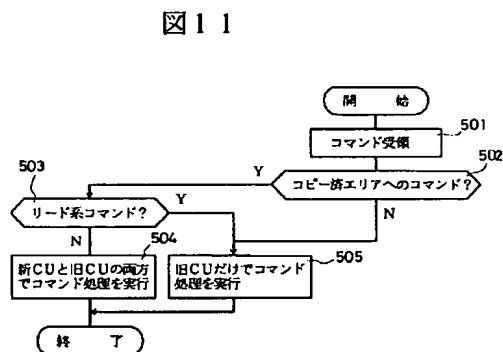 図11
開 始
501
コマンド受領
502
コピー済エリアへのコマンド?
Y
N
503
リード系コマンド?
Y
N
504
新CUと旧CUの両方
でコマンド処理を実行
505
旧CUだけでコマンド
処理を実行
終 了